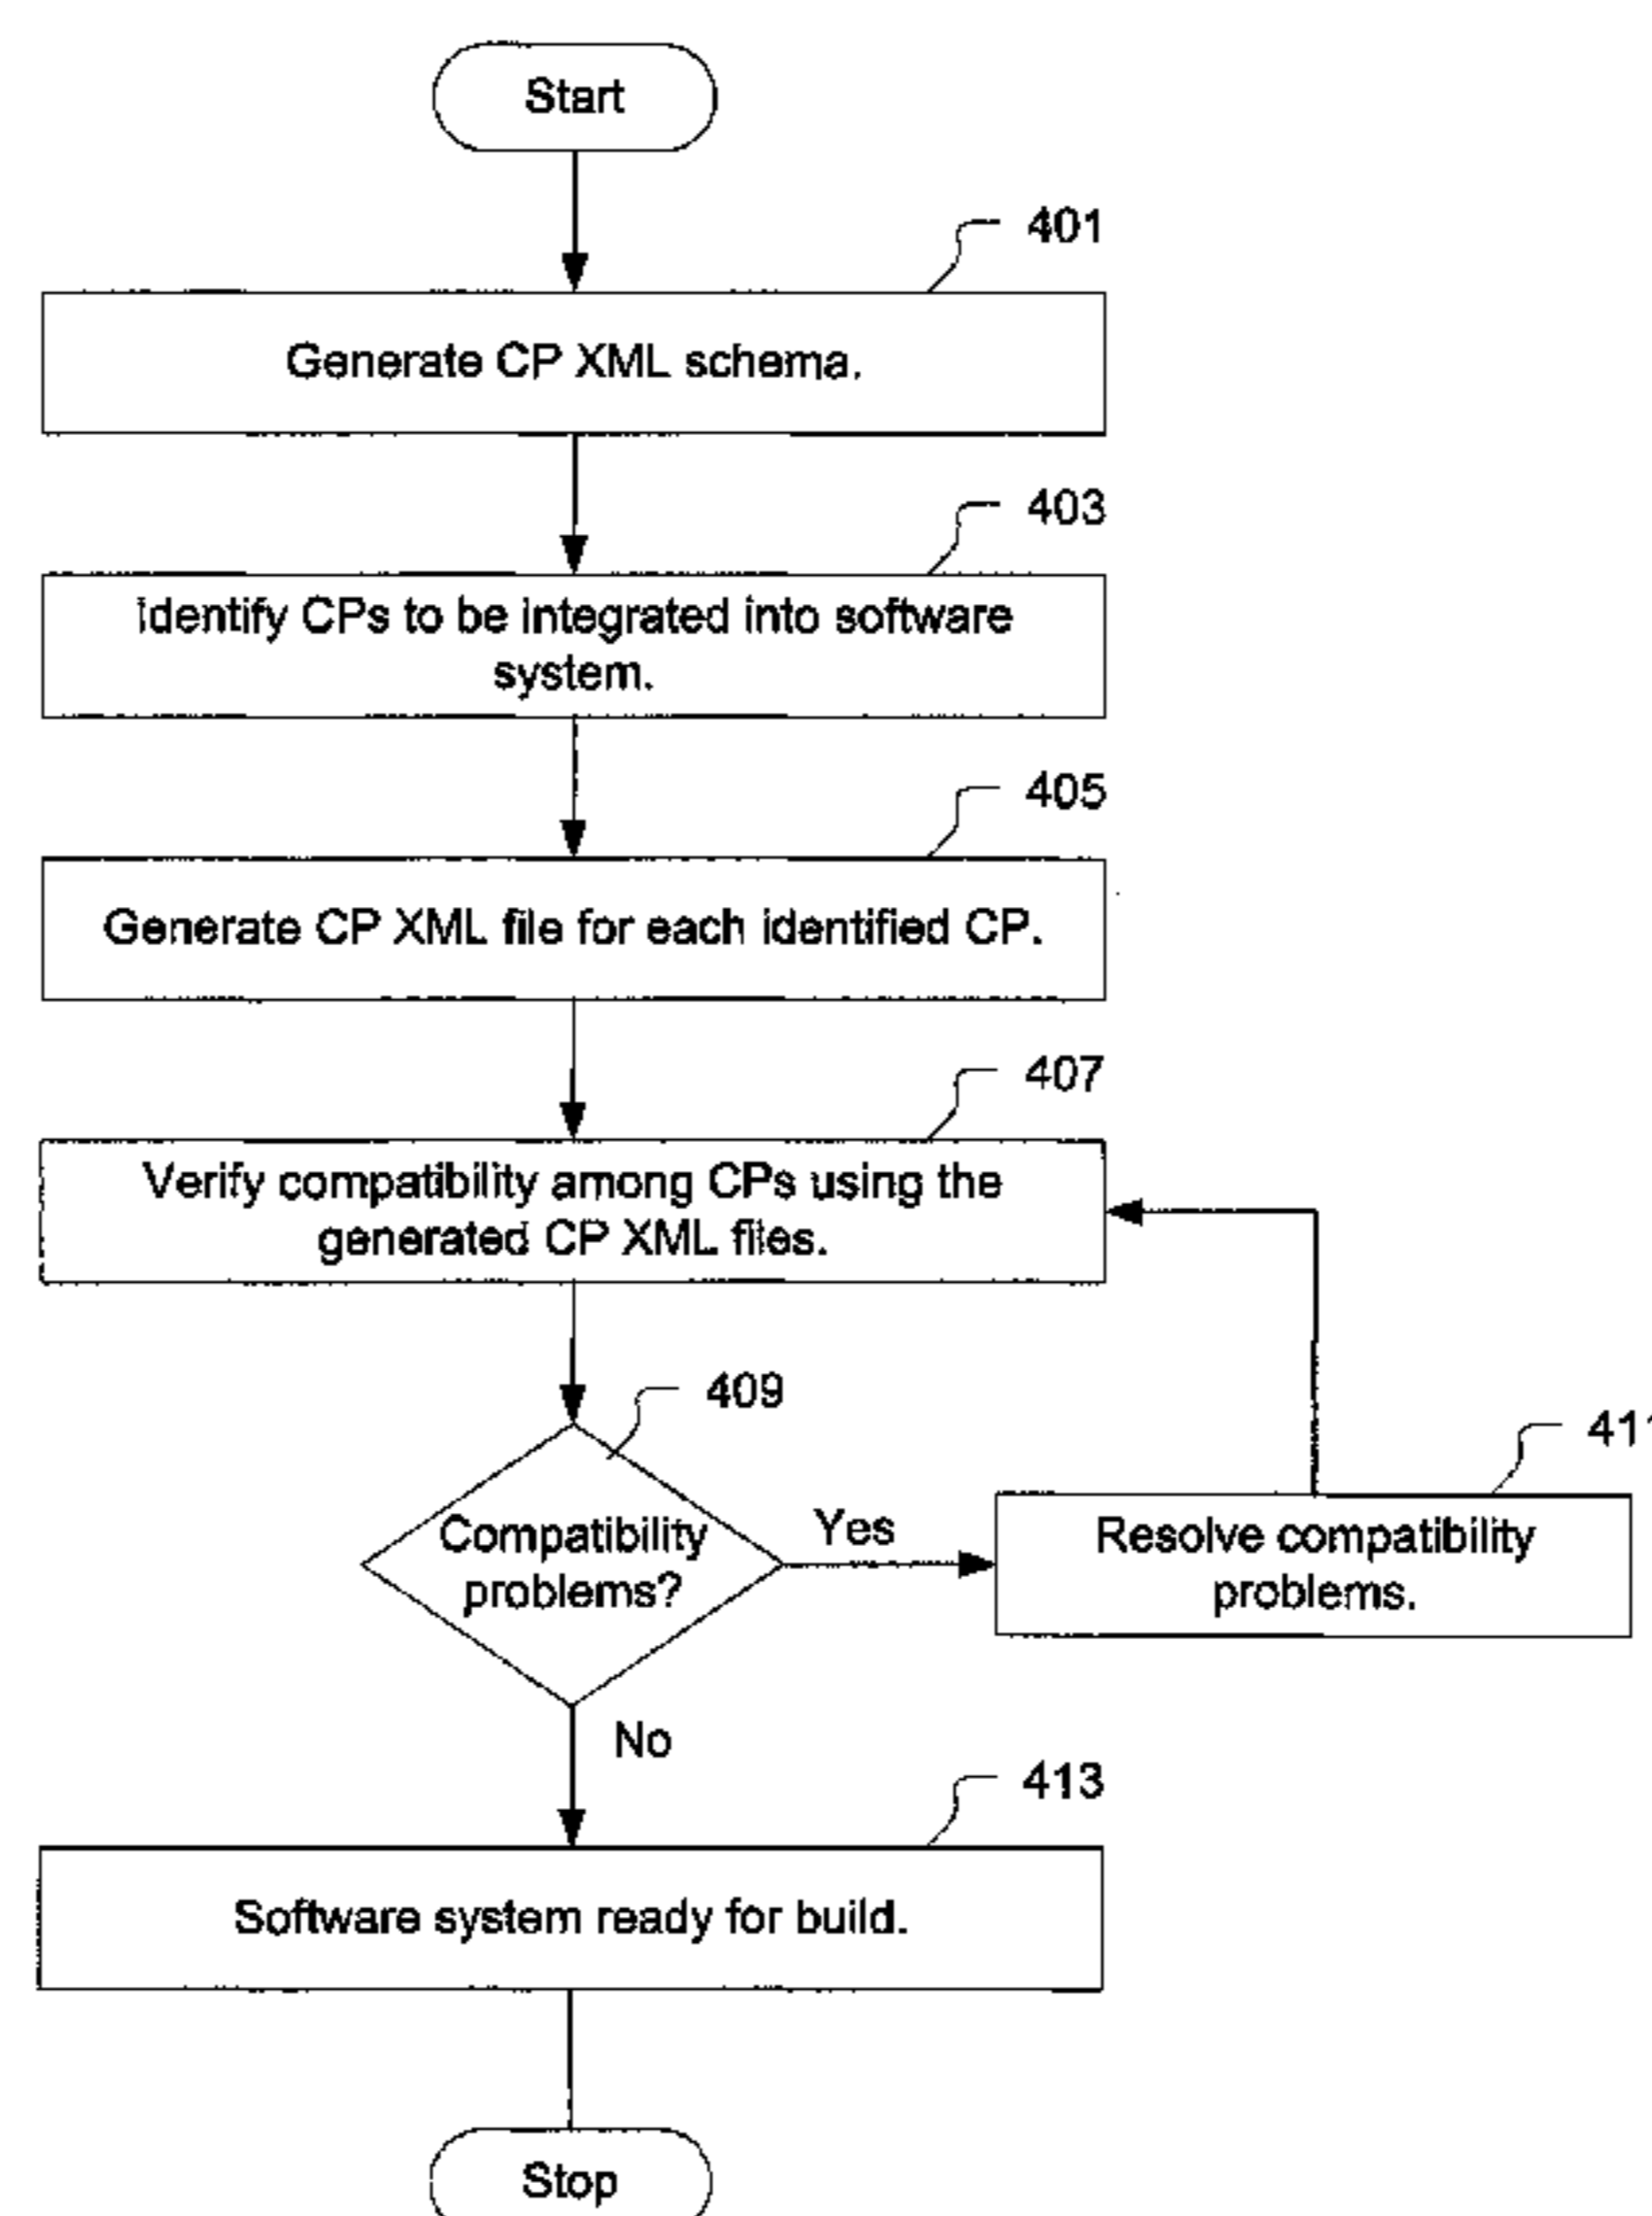 Start
401
Generate CP XML schema.
403
Identify CPs to be integrated into software
system.
405
Generate CP XML file for each identified CP.
407
Verify compatibility among CPs using the
generated CP XML files.
409
411
Compatibility
problems?
Yes
Resolve compatibility
problems.
No
413
Software system ready for build.
Stop